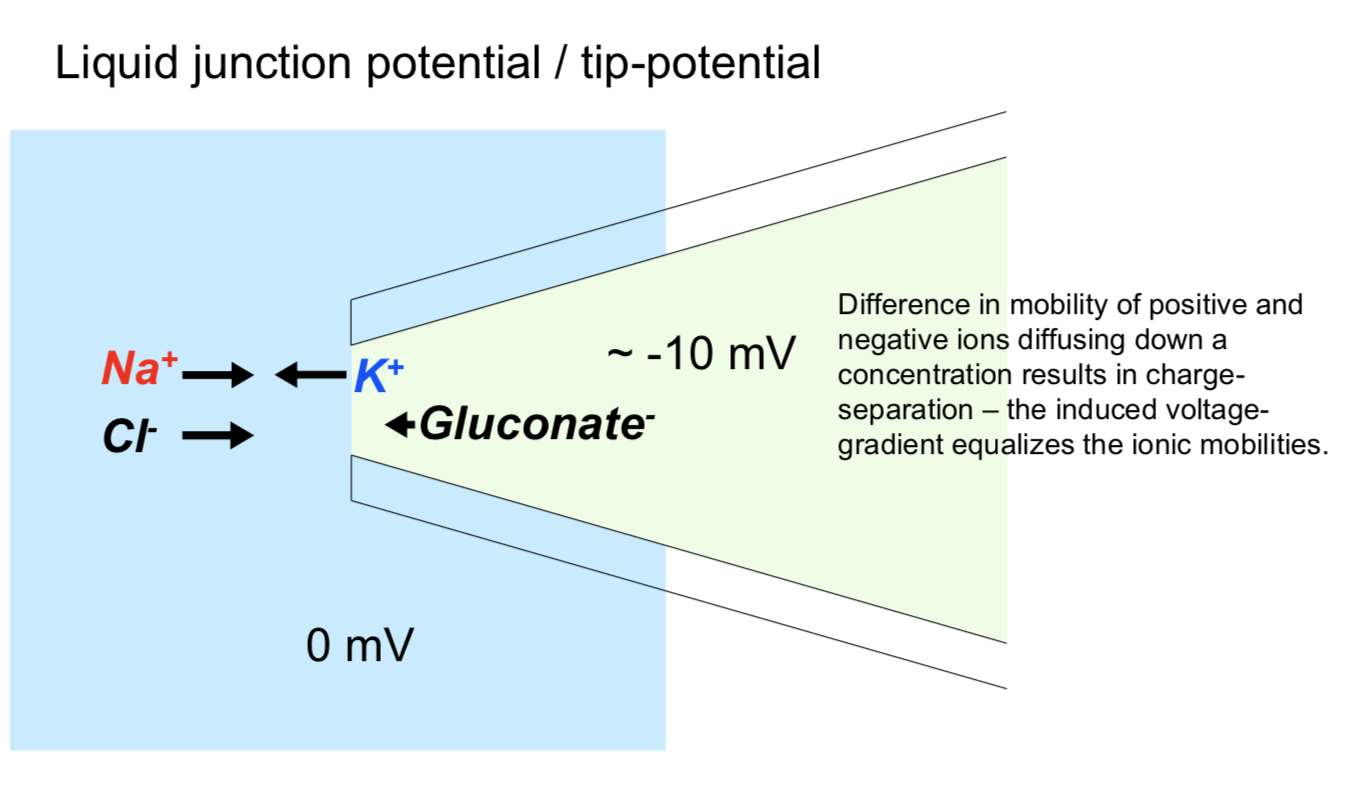 Liquid junction potential / tip-potential
Difference in mobility of positive and
negative ions diffusing down a
concentration results in charge-
separation – the induced voltage-
gradient equalizes the ionic mobilities.
~ -10 mV
Na⁺
K⁺
Cl⁻
Gluconate⁻
0 mV